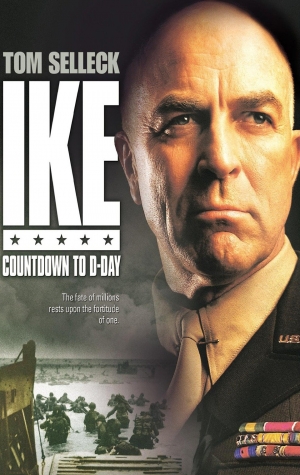 TOM SELLECK
IKE
COUNTDOWN TO D-DAY
The fate of millions
rests upon the fortitude
of one.
U.S.